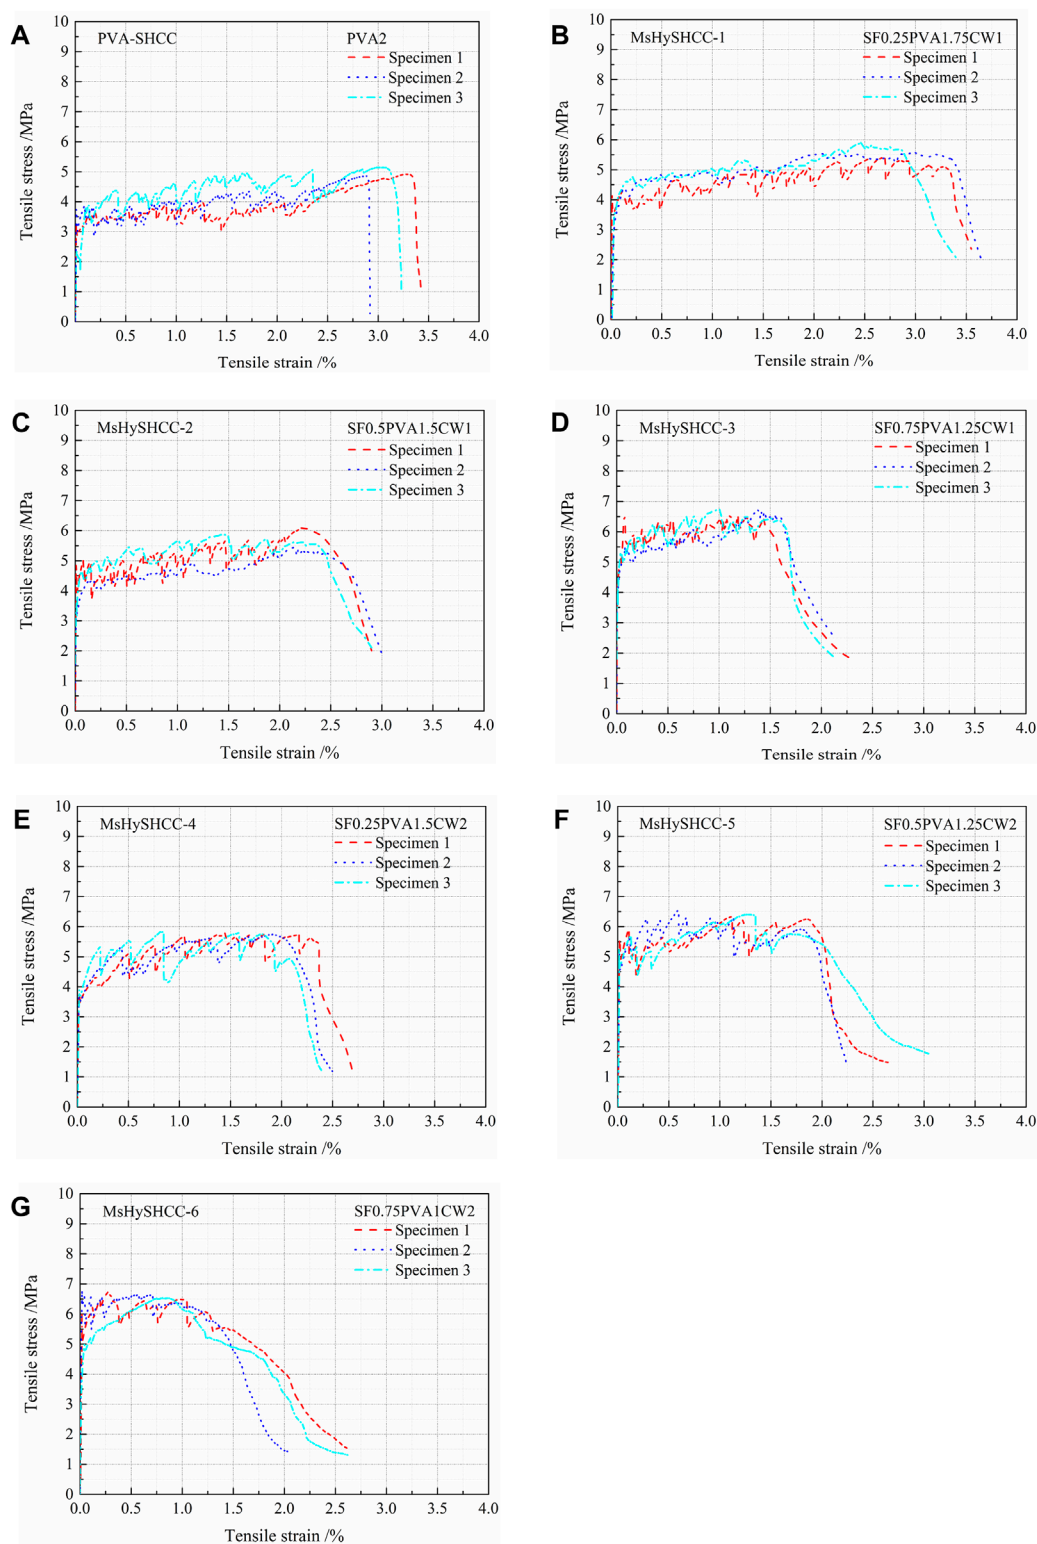 A
PVA-SHCC PVA2
Specimen 1
Specimen 2
Specimen 3
10
9
8
7
6
5
4
3
2
1
0
Tensile stress /MPa
0.5 1.0 1.5 2.0 2.5 3.0 3.5 4.0
Tensile strain /%
B
MsHySHCC-1 SF0.25PVA1.75CW1
Specimen 1
Specimen 2
Specimen 3
10
9
8
7
6
5
4
3
2
1
0
Tensile stress /MPa
0.0 0.5 1.0 1.5 2.0 2.5 3.0 3.5 4.0
Tensile strain /%
C
MsHySHCC-2 SF0.5PVA1.5CW1
Specimen 1
Specimen 2
Specimen 3
10
9
8
7
6
5
4
3
2
1
0
Tensile stress /MPa
0.0 0.5 1.0 1.5 2.0 2.5 3.0 3.5 4.0
Tensile strain /%
D
MsHySHCC-3 SF0.75PVA1.25CW1
Specimen 1
Specimen 2
Specimen 3
10
9
8
7
6
5
4
3
2
1
0
Tensile stress /MPa
0.0 0.5 1.0 1.5 2.0 2.5 3.0 3.5 4.0
Tensile strain /%
E
MsHySHCC-4 SF0.25PVA1.5CW2
Specimen 1
Specimen 2
Specimen 3
10
9
8
7
6
5
4
3
2
1
0
Tensile stress /MPa
0.0 0.5 1.0 1.5 2.0 2.5 3.0 3.5 4.0
Tensile strain /%
F
MsHySHCC-5 SF0.5PVA1.25CW2
Specimen 1
Specimen 2
Specimen 3
10
9
8
7
6
5
4
3
2
1
0
Tensile stress /MPa
0.0 0.5 1.0 1.5 2.0 2.5 3.0 3.5 4.0
Tensile strain /%
G
MsHySHCC-6 SF0.75PVA1CW2
Specimen 1
Specimen 2
Specimen 3
10
9
8
7
6
5
4
3
2
1
0
Tensile stress /MPa
0.0 0.5 1.0 1.5 2.0 2.5 3.0 3.5 4.0
Tensile strain /%